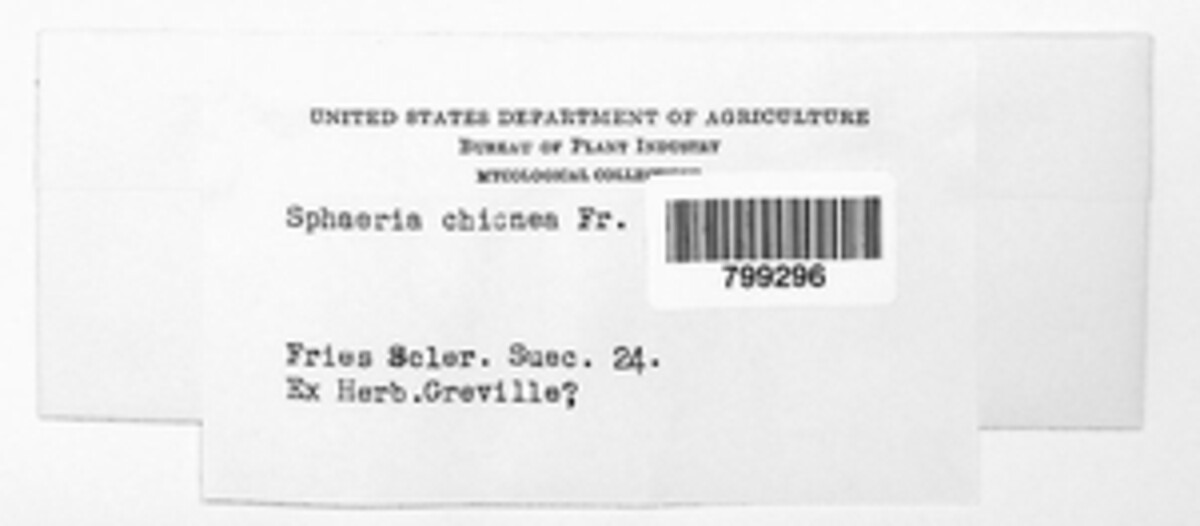 UNITED STATES DEPARTMENT OF AGRICULTURE
BUREAU OF PLANT INDUSTRY
MYCOLOGICAL
Sphaeria chionea Fr.
799296
Fries Scler. Suec. 24.
Ex Herb.Greville?